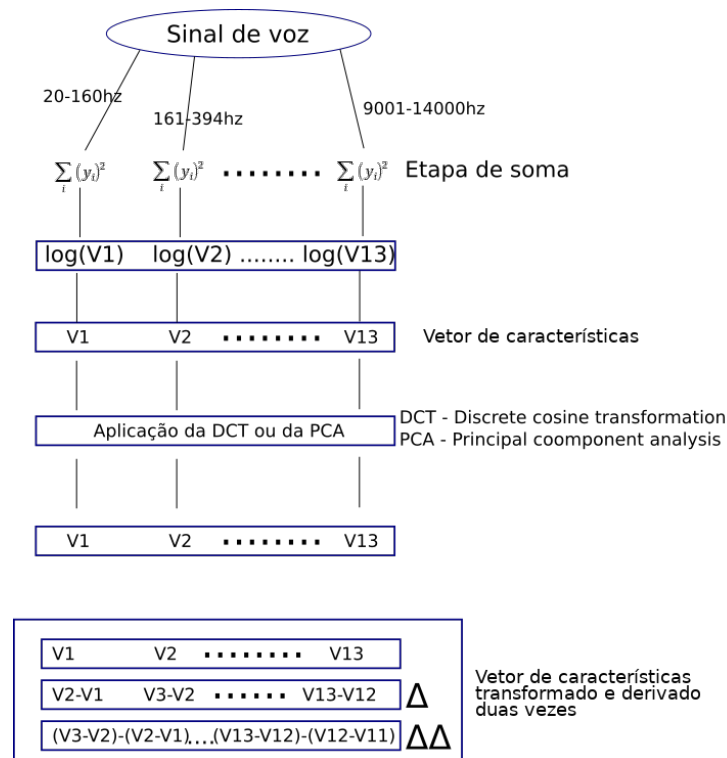 Sinal de voz
20-160hz
161-394hz
9001-14000hz
∑i (yi)² ∑i (yi)² ........ ∑i (yi)² Etapa de soma
log(V1) log(V2) ........ log(V13)
V1 V2 ........ V13 Vetor de características
Aplicação da DCT ou da PCA
DCT - Discrete cosine transformation
PCA - Principal coomponent analysis
V1 V2 ........ V13
V1 V2 ........ V13
V2-V1 V3-V2 ...... V13-V12 Δ
(V3-V2)-(V2-V1) .... (V13-V12)-(V12-V11) ΔΔ
Vetor de características
transformado e derivado
duas vezes